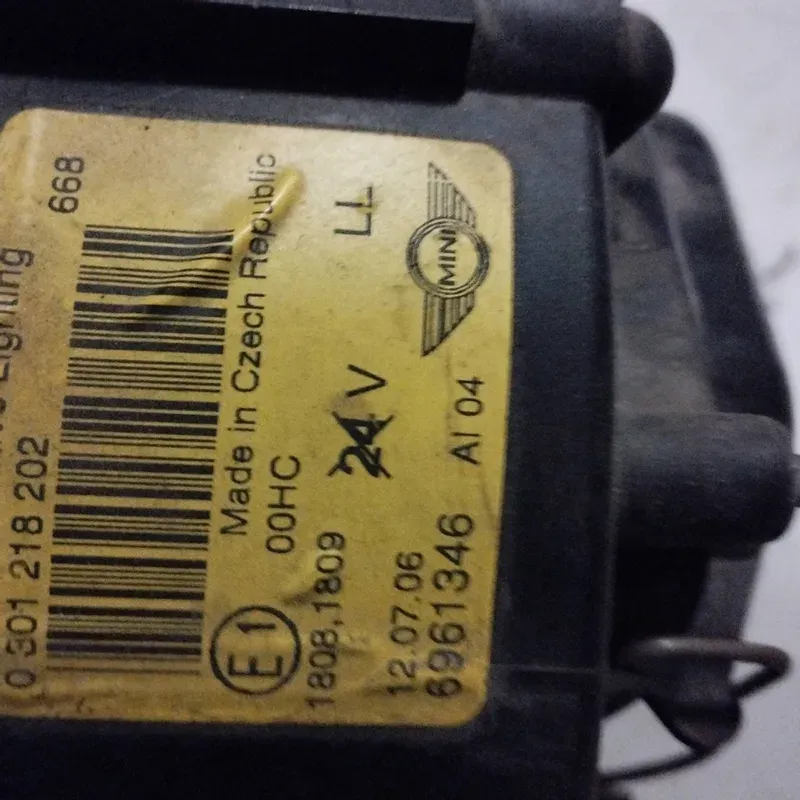 Lighting
0 301 218 202
668
Made in Czech Republic
00HC
E1
LL
24 V
1808,1809
MINI
12.07.06
6961346 AI 04